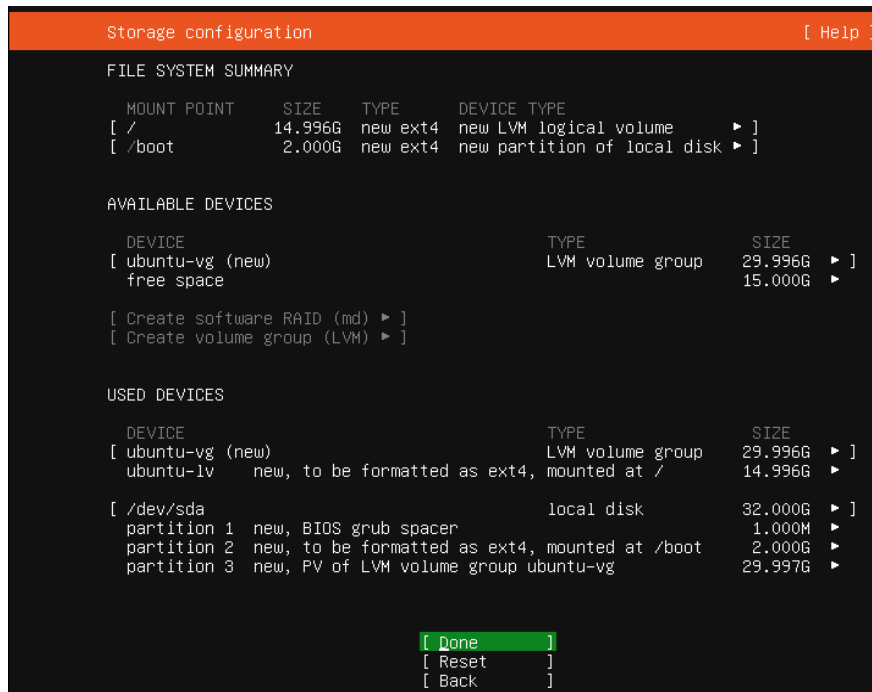 Storage configuration [ Help ]
FILE SYSTEM SUMMARY
MOUNT POINT SIZE TYPE DEVICE TYPE
[ / 14.996G new ext4 new LVM logical volume ▸ ]
[ /boot 2.000G new ext4 new partition of local disk ▸ ]
AVAILABLE DEVICES
DEVICE TYPE SIZE
[ ubuntu-vg (new) LVM volume group 29.996G ▸ ]
free space 15.000G ▸
[ Create software RAID (md) ▸ ]
[ Create volume group (LVM) ▸ ]
USED DEVICES
DEVICE TYPE SIZE
[ ubuntu-vg (new) LVM volume group 29.996G ▸ ]
ubuntu-lv new, to be formatted as ext4, mounted at / 14.996G ▸
[ /dev/sda local disk 32.000G ▸ ]
partition 1 new, BIOS grub spacer 1.000M ▸
partition 2 new, to be formatted as ext4, mounted at /boot 2.000G ▸
partition 3 new, PV of LVM volume group ubuntu-vg 29.997G ▸
[ Done ]
[ Reset ]
[ Back ]